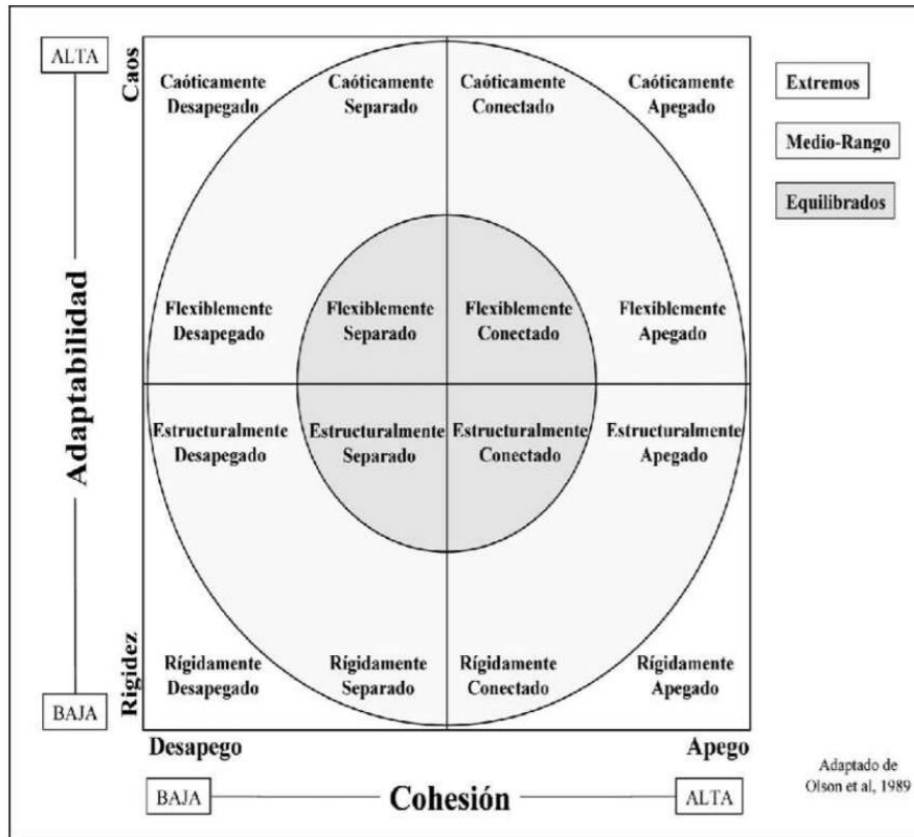 ALTA
Caos
Caóticamente Desapegado
Caóticamente Separado
Caóticamente Conectado
Caóticamente Apegado
Extremos
Medio-Rango
Equilibrados
Adaptabilidad
Flexiblemente Desapegado
Flexiblemente Separado
Flexiblemente Conectado
Flexiblemente Apegado
Estructuralmente Desapegado
Estructuralmente Separado
Estructuralmente Conectado
Estructuralmente Apegado
Rigidez
Rígidamente Desapegado
Rígidamente Separado
Rígidamente Conectado
Rígidamente Apegado
BAJA
Desapego
Apego
BAJA
Cohesión
ALTA
Adaptado de
Olson et al, 1989